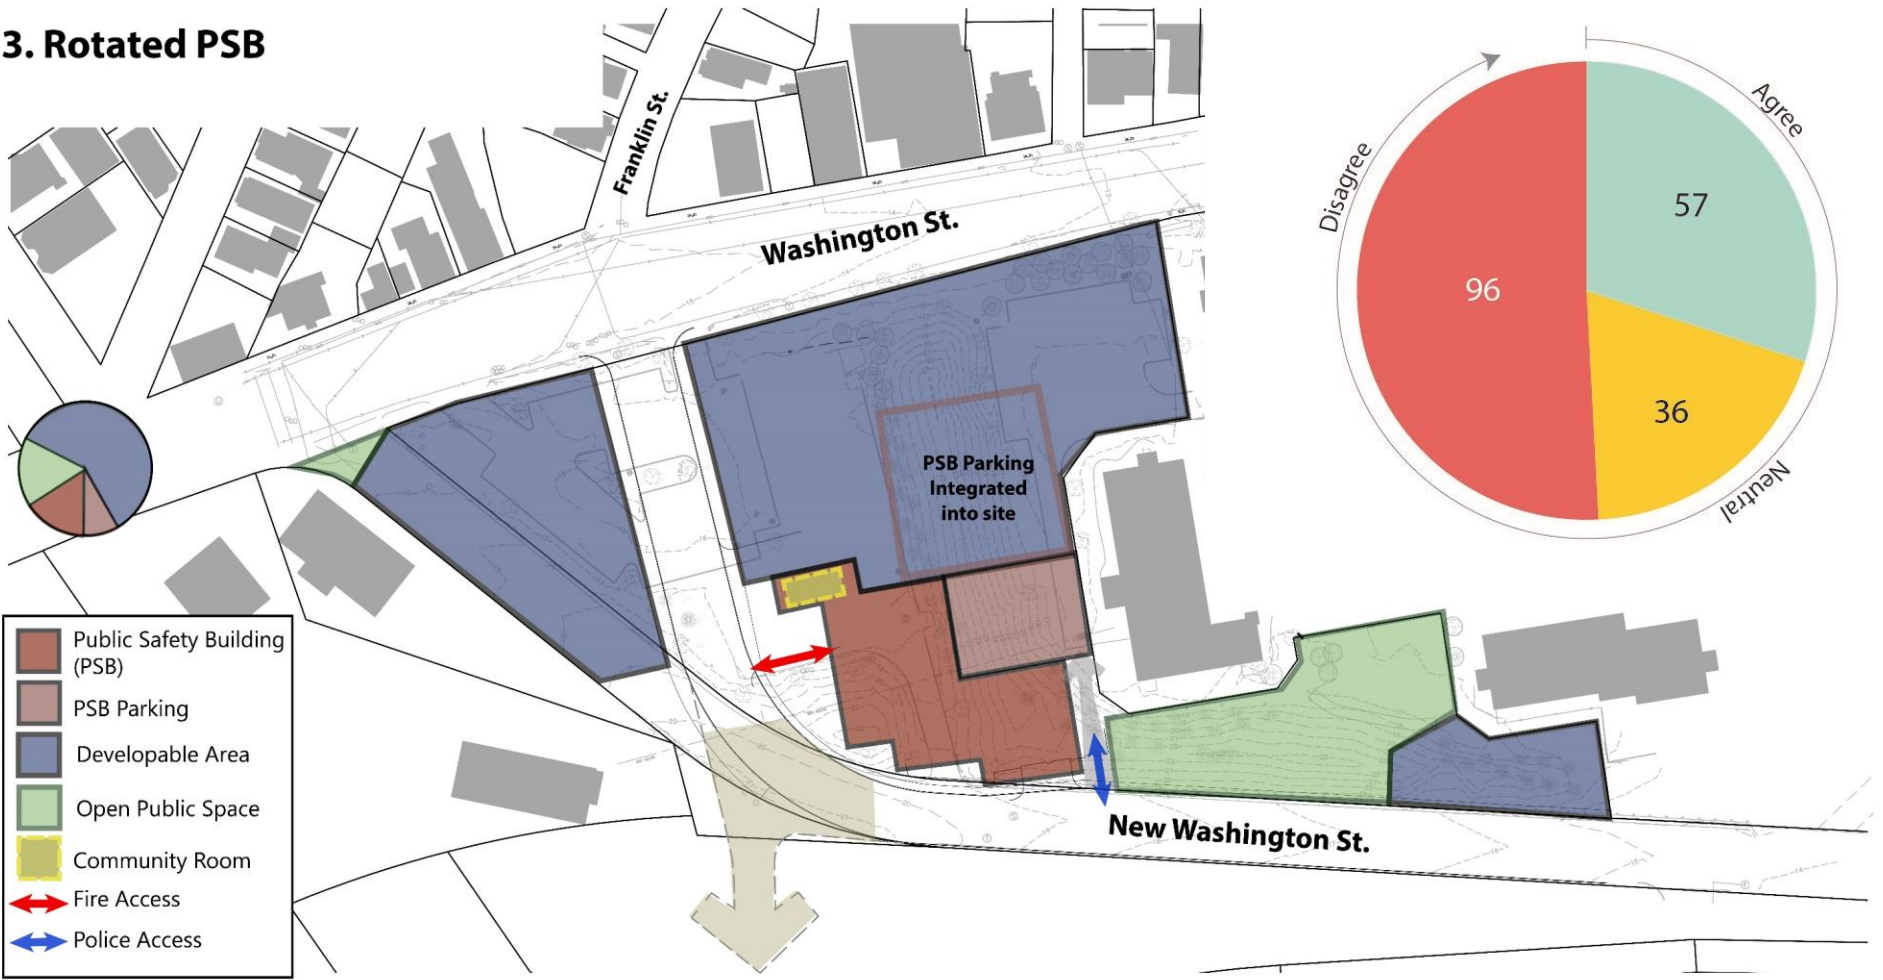 3. Rotated PSB
Franklin St.
Washington St.
PSB Parking
Integrated
into site
New Washington St.
Public Safety Building
(PSB)
PSB Parking
Developable Area
Open Public Space
Community Room
Fire Access
Police Access
Agree
57
Neutral
36
Disagree
96